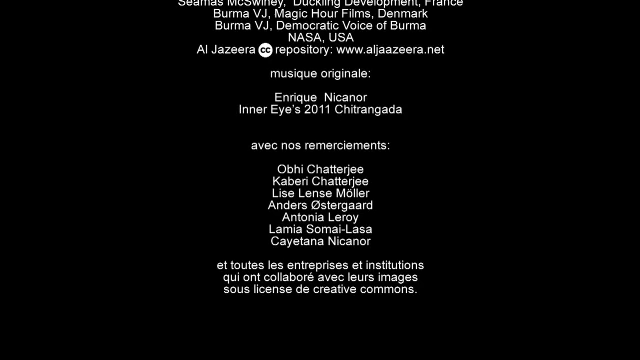 Seamas McSwiney, Duckling Development, France
Burma VJ, Magic Hour Films, Denmark
Burma VJ, Democratic Voice of Burma
NASA, USA
Al Jazeera cc repository: www.aljaazeera.net
musique originale:
Enrique Nicanor
Inner Eye's 2011 Chitrangada
avec nos remerciements:
Obhi Chatterjee
Kaberi Chatterjee
Lise Lense Möller
Anders Østergaard
Antonia Leroy
Lamia Somai-Lasa
Cayetana Nicanor
et toutes les entreprises et institutions
qui ont collaboré avec leurs images
sous license de creative commons.